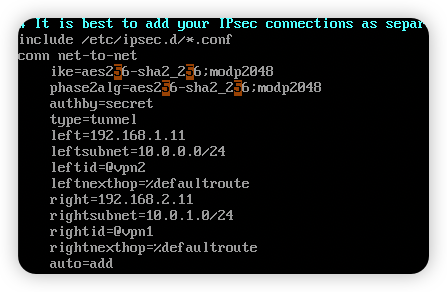 # It is best to add your IPsec connections as separ
include /etc/ipsec.d/*.conf
conn net-to-net
    ike=aes256-sha2_256;modp2048
    phase2alg=aes256-sha2_256;modp2048
    authby=secret
    type=tunnel
    left=192.168.1.11
    leftsubnet=10.0.0.0/24
    leftid=@vpn2
    leftnexthop=%defaultroute
    right=192.168.2.11
    rightsubnet=10.0.1.0/24
    rightid=@vpn1
    rightnexthop=%defaultroute
    auto=add